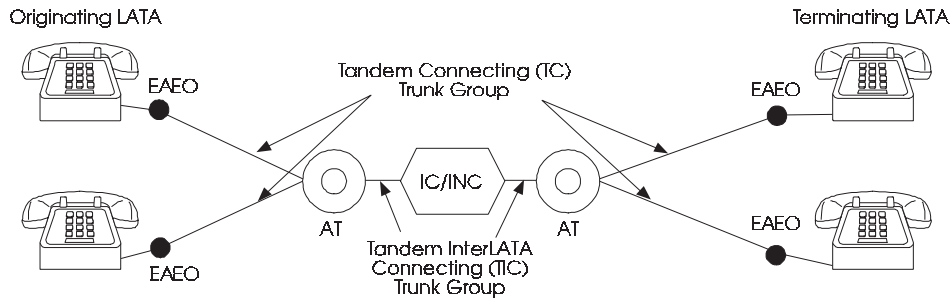 Originating LATA
Terminating LATA
EAEO
Tandem Connecting (TC)
Trunk Group
EAEO
IC/INC
AT
AT
EAEO
Tandem InterLATA
Connecting (TIC)
Trunk Group
EAEO